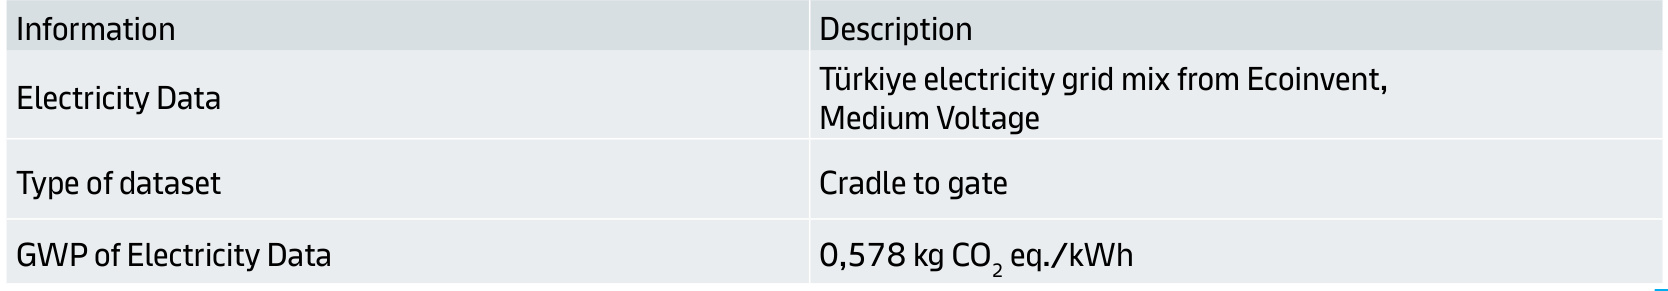 Information
Description
Electricity Data
Türkiye electricity grid mix from Ecoinvent,
Medium Voltage
Type of dataset
Cradle to gate
GWP of Electricity Data
0,578 kg CO₂ eq./kWh